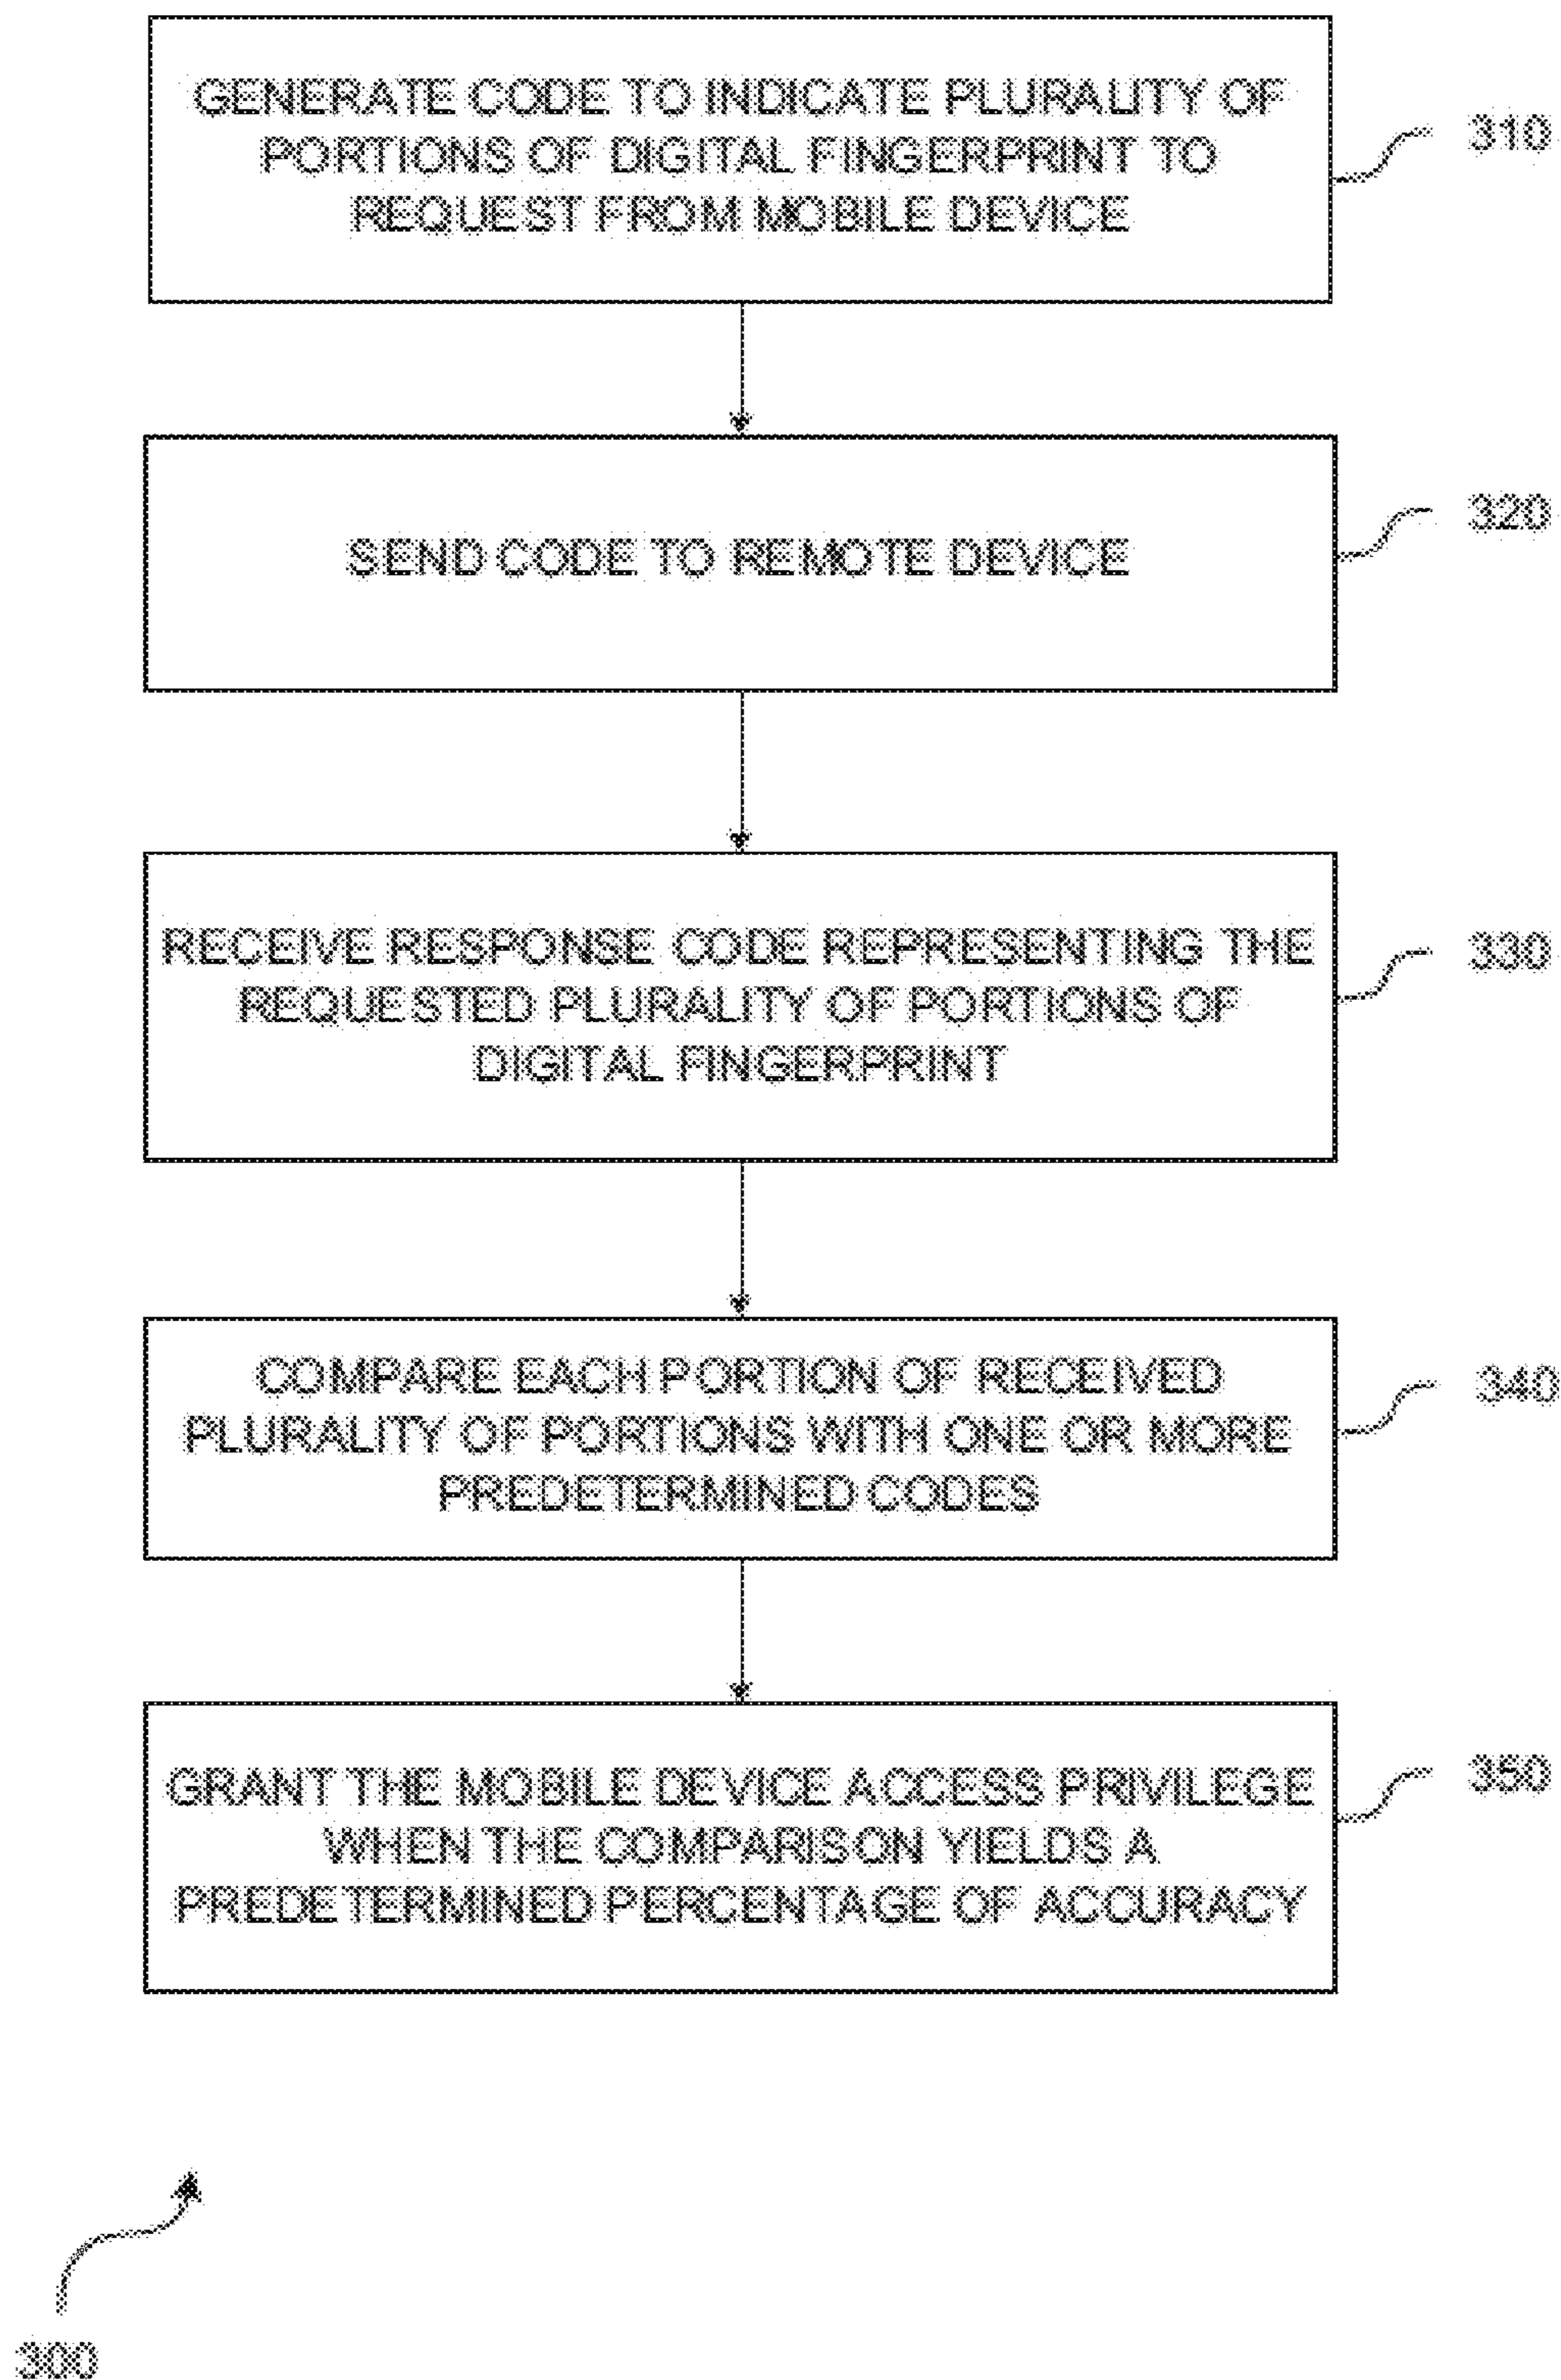 GENERATE CODE TO INDICATE PLURALITY OF
PORTIONS OF DIGITAL FINGERPRINT TO
REQUEST FROM MOBILE DEVICE
310
SEND CODE TO REMOTE DEVICE
320
RECEIVE RESPONSE CODE REPRESENTING THE
REQUESTED PLURALITY OF PORTIONS OF
DIGITAL FINGERPRINT
330
COMPARE EACH PORTION OF RECEIVED
PLURALITY OF PORTIONS WITH ONE OR MORE
PREDETERMINED CODES
340
GRANT THE MOBILE DEVICE ACCESS PRIVILEGE
WHEN THE COMPARISON YIELDS A
PREDETERMINED PERCENTAGE OF ACCURACY
350
300